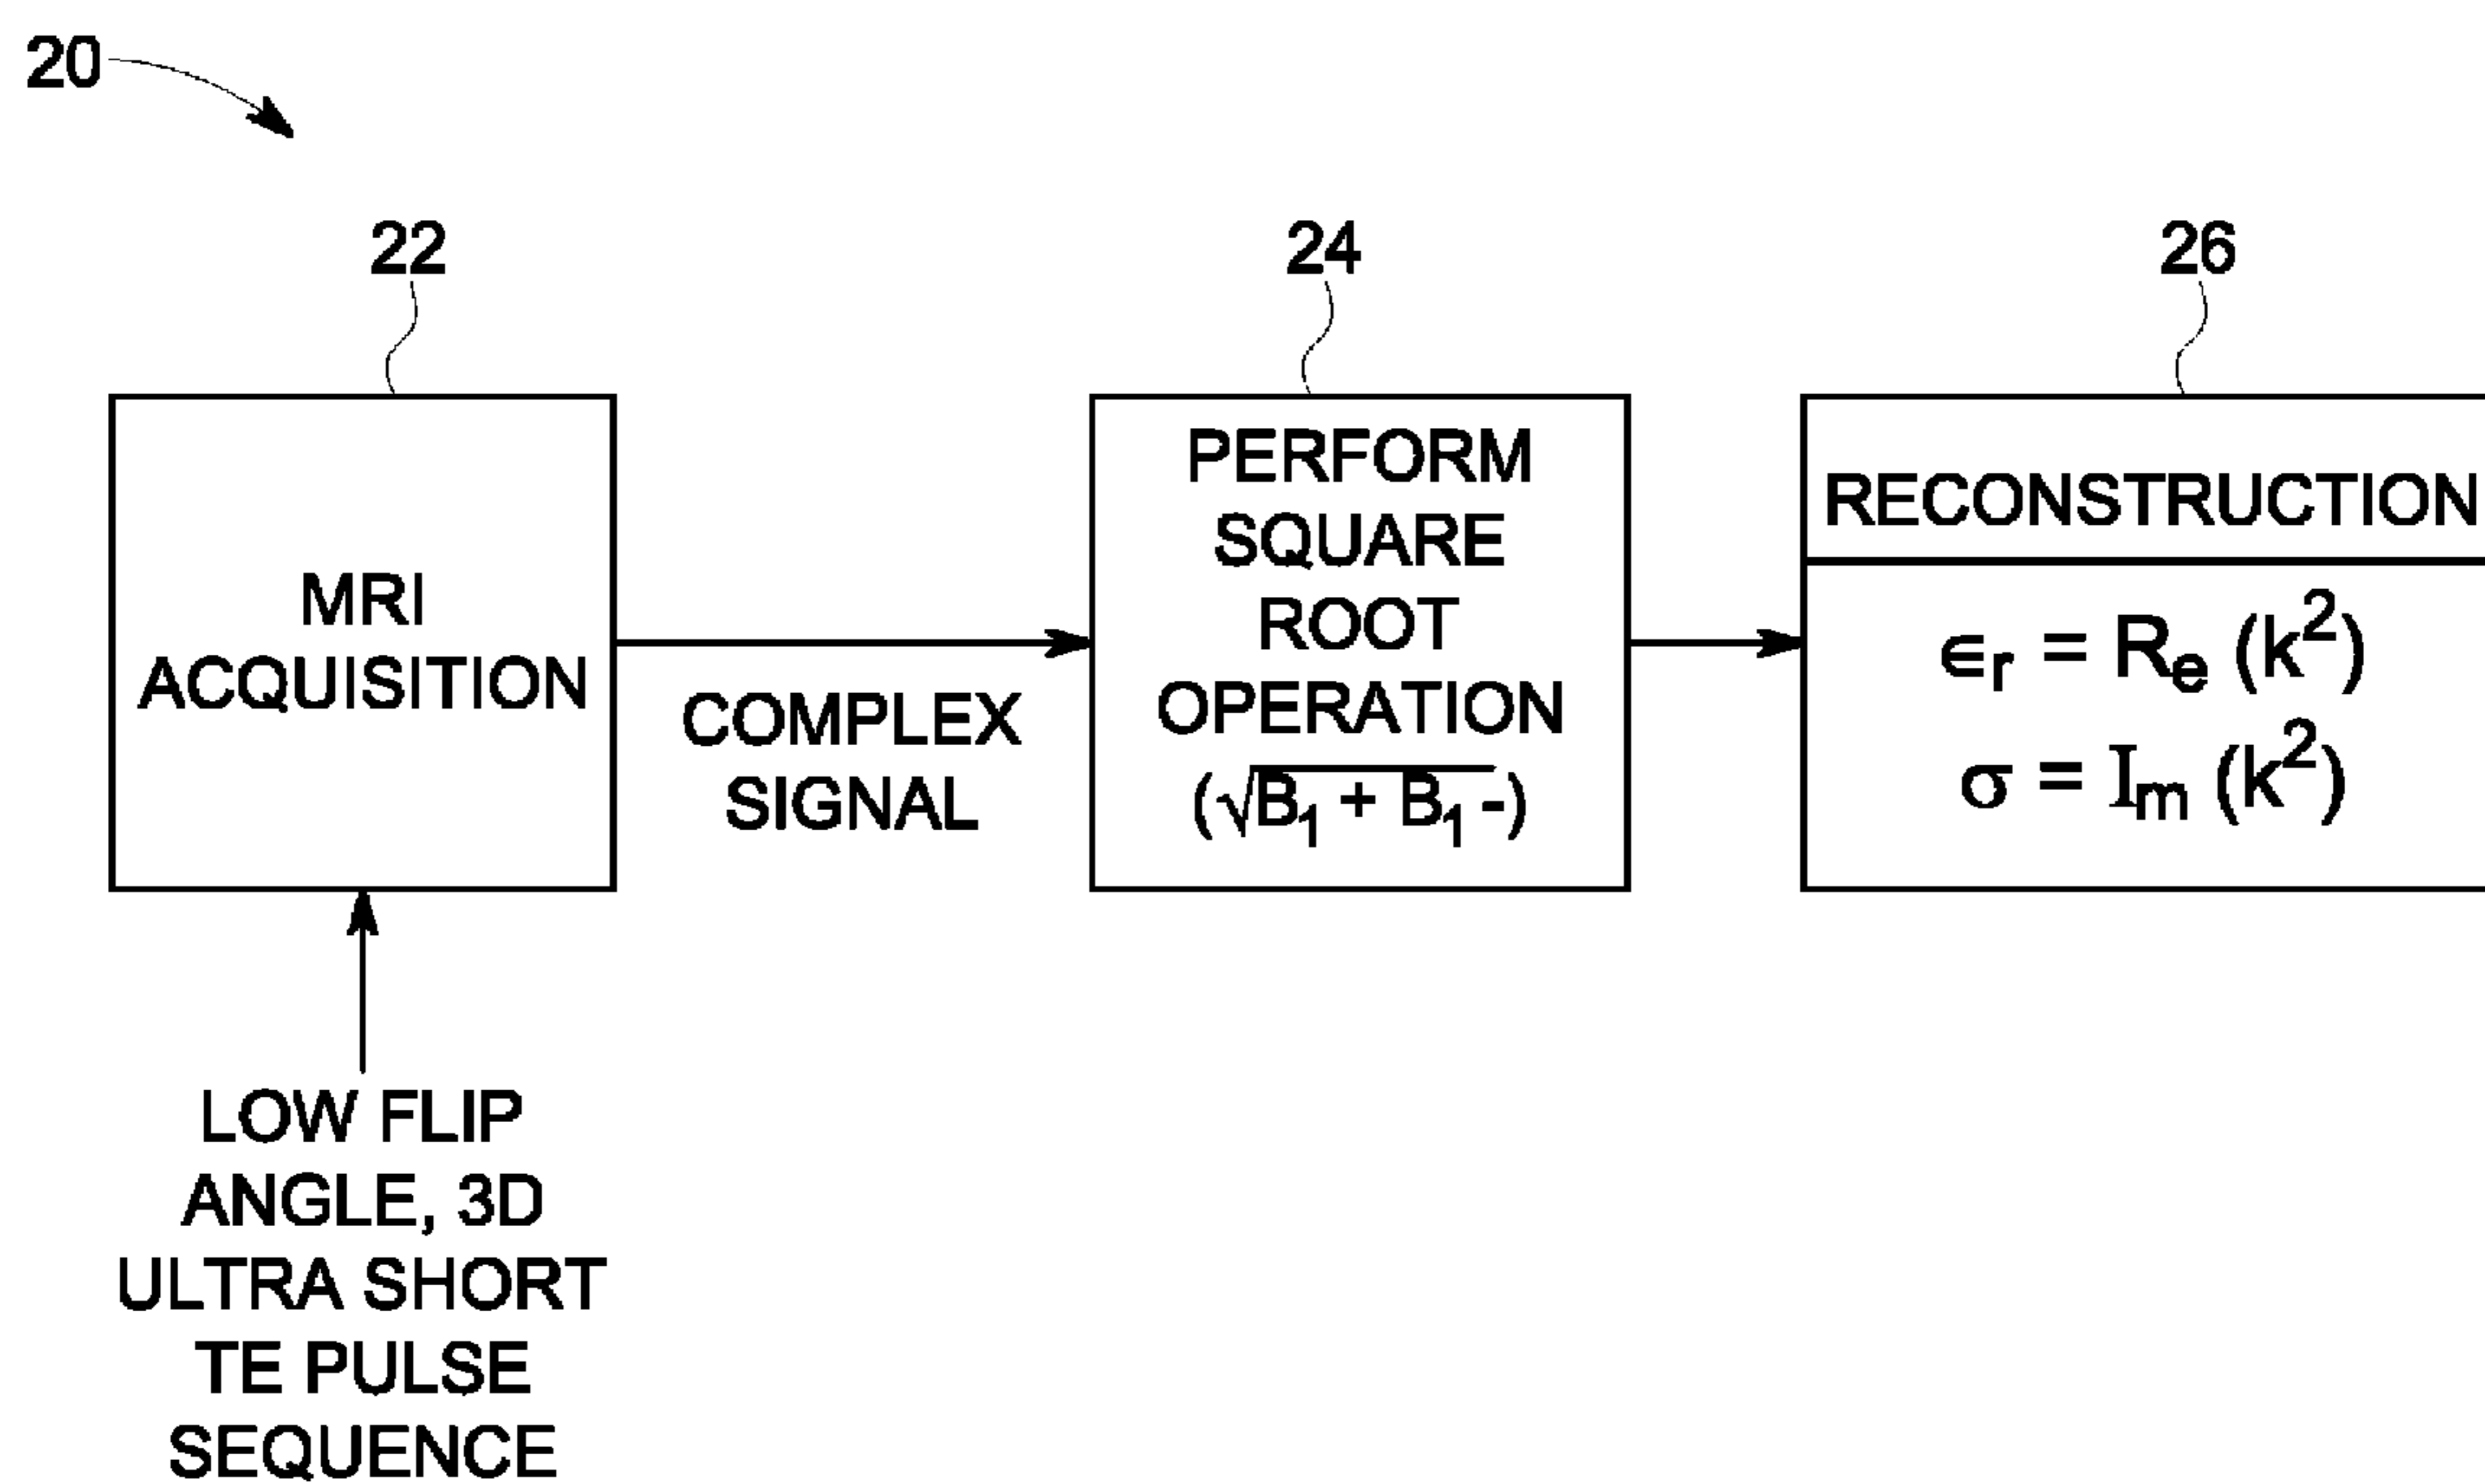 20
22
24
26
MRI
ACQUISITION
COMPLEX
SIGNAL
PERFORM
SQUARE
ROOT
OPERATION
(√B₁ + B₁ -)
RECONSTRUCTION
∈r = Re (k²)
σ = Im (k²)
LOW FLIP
ANGLE, 3D
ULTRA SHORT
TE PULSE
SEQUENCE